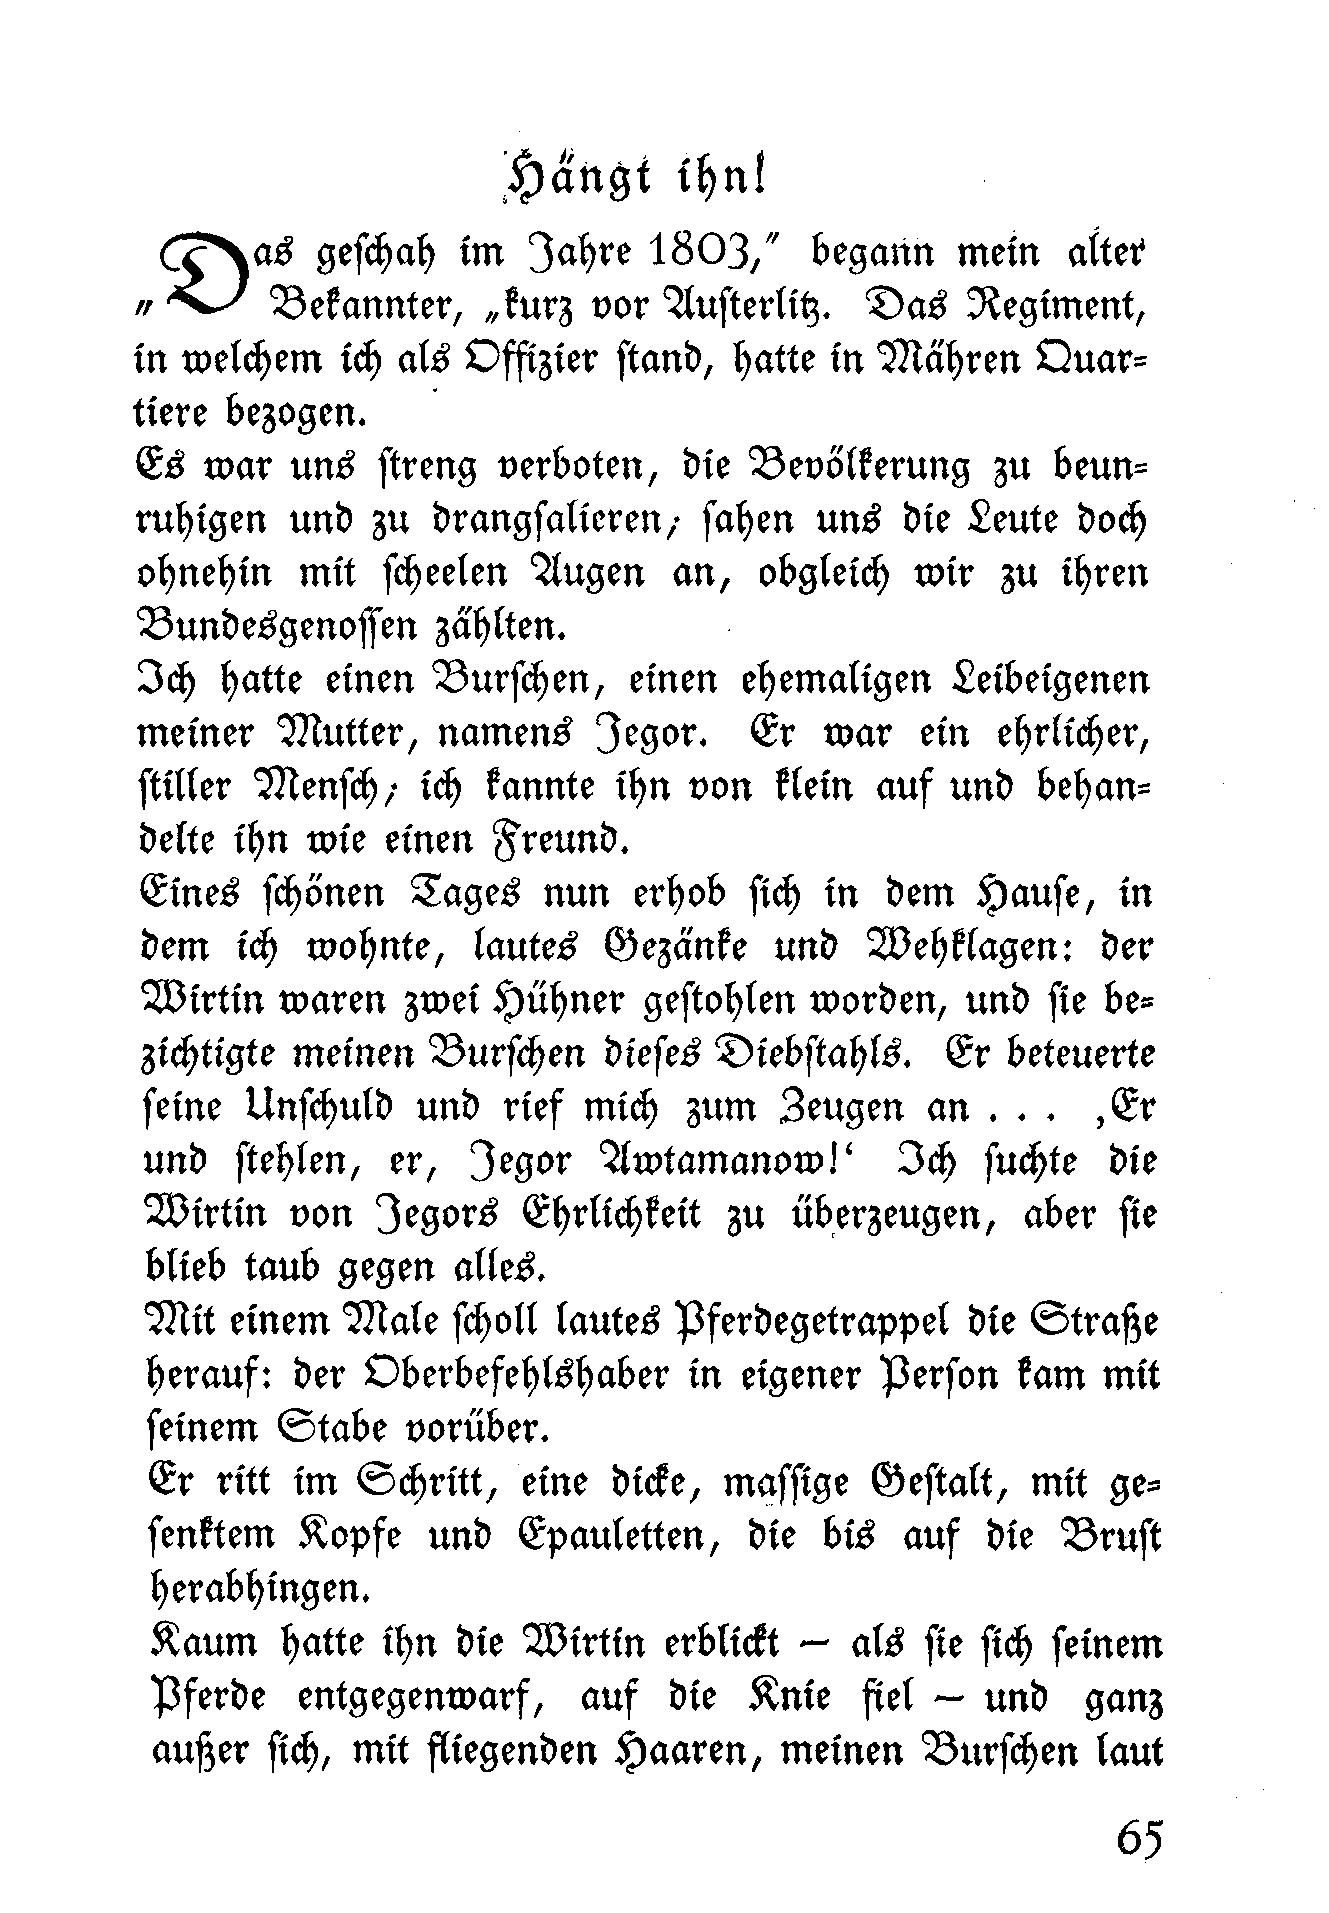 Hängt ihn!
„Das geschah im Jahre 1803,“ begann mein alter
Bekannter, „kurz vor Austerlitz. Das Regiment,
in welchem ich als Offizier stand, hatte in Mähren Quar-
tiere bezogen.
Es war uns streng verboten, die Bevölkerung zu beun-
ruhigen und zu drangsalieren; sahen uns die Leute doch
ohnehin mit scheelen Augen an, obgleich wir zu ihren
Bundesgenossen zählten.
Ich hatte einen Burschen, einen ehemaligen Leibeigenen
meiner Mutter, namens Jegor. Er war ein ehrlicher,
stiller Mensch; ich kannte ihn von klein auf und behan-
delte ihn wie einen Freund.
Eines schönen Tages nun erhob sich in dem Hause, in
dem ich wohnte, lautes Gezänke und Wehklagen: der
Wirtin waren zwei Hühner gestohlen worden, und sie be-
zichtigte meinen Burschen dieses Diebstahls. Er beteuerte
seine Unschuld und rief mich zum Zeugen an . . . ‚Er
und stehlen, er, Jegor Awtamanow!‘ Ich suchte die
Wirtin von Jegors Ehrlichkeit zu überzeugen, aber sie
blieb taub gegen alles.
Mit einem Male scholl lautes Pferdegetrappel die Straße
herauf: der Oberbefehlshaber in eigener Person kam mit
seinem Stabe vorüber.
Er ritt im Schritt, eine dicke, massige Gestalt, mit ge-
senktem Kopfe und Epauletten, die bis auf die Brust
herabhingen.
Kaum hatte ihn die Wirtin erblickt — als sie sich seinem
Pferde entgegenwarf, auf die Knie fiel — und ganz
außer sich, mit fliegenden Haaren, meinen Burschen laut
65